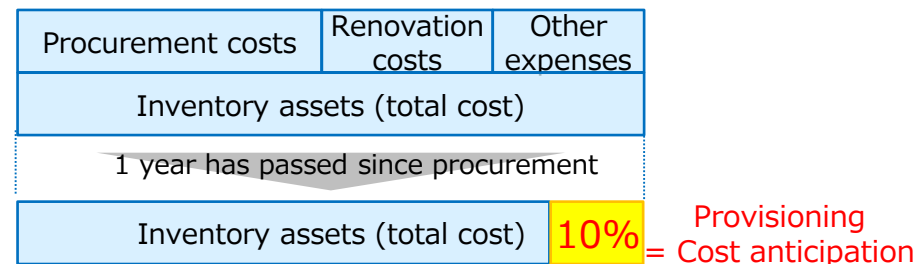 Procurement costs
Renovation
costs
Other
expenses
Inventory assets (total cost)
1 year has passed since procurement
Inventory assets (total cost)
10%
Provisioning
= Cost anticipation